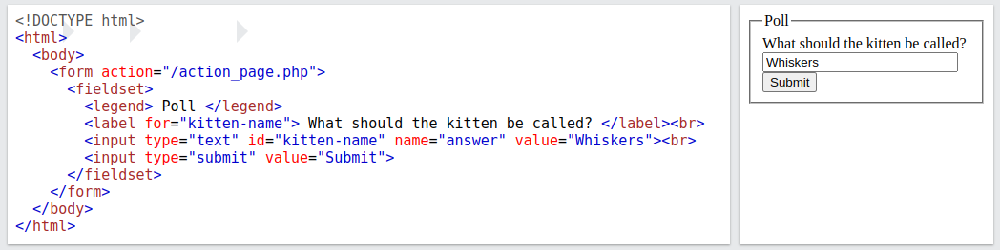 <!DOCTYPE html>
<html>
<body>
<form action="/action_page.php">
<fieldset>
<legend> Poll </legend>
<label for="kitten-name"> What should the kitten be called? </label><br>
<input type="text" id="kitten-name" name="answer" value="Whiskers"><br>
<input type="submit" value="Submit">
</fieldset>
</form>
</body>
</html>
Poll
What should the kitten be called?
Whiskers
Submit